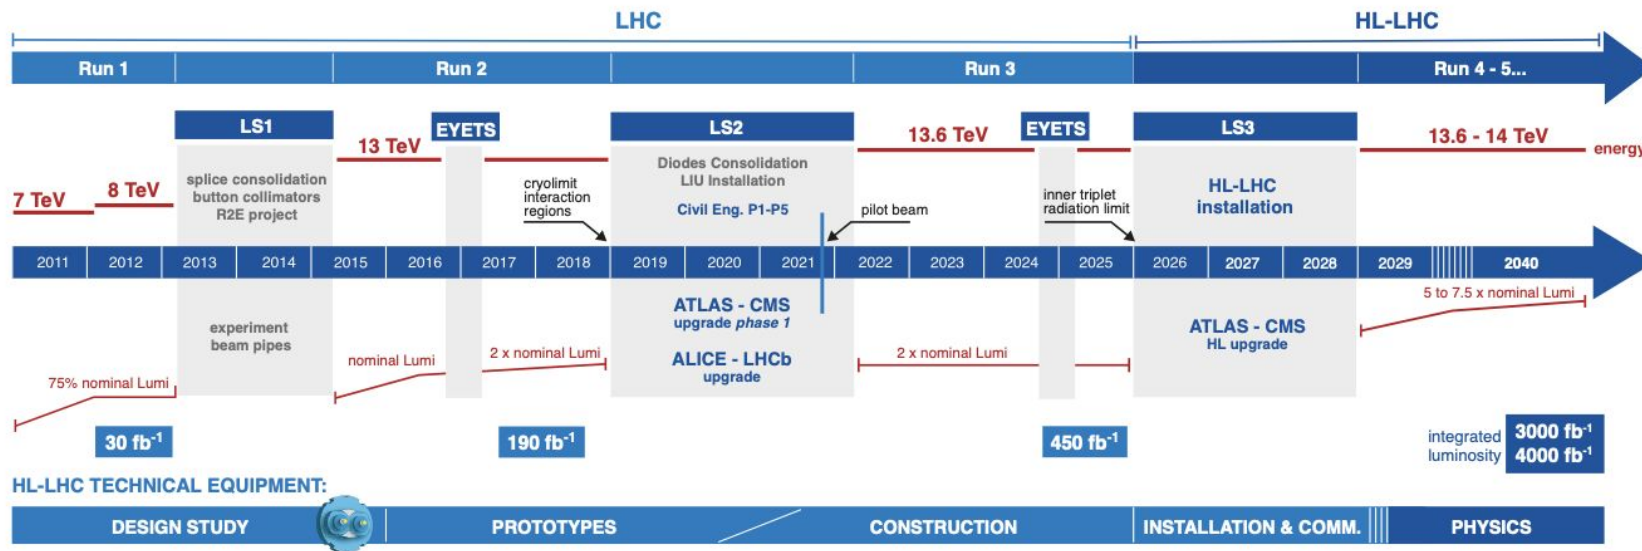 LHC
HL-LHC
Run 1
Run 2
Run 3
Run 4 - 5...
LS1
EYETS
LS2
13.6 TeV
EYETS
LS3
13.6 - 14 TeV
energy
13 TeV
7 TeV
8 TeV
splice consolidation
button collimators
R2E project
cryolimit
interaction
regions
Diodes Consolidation
LIU Installation
Civil Eng. P1-P5
pilot beam
inner triplet
radiation limit
HL-LHC
installation
2011
2012
2013
2014
2015
2016
2017
2018
2019
2020
2021
2022
2023
2024
2025
2026
2027
2028
2029
2040
experiment
beam pipes
ATLAS - CMS
upgrade phase 1
ALICE - LHCb
upgrade
ATLAS - CMS
HL upgrade
5 to 7.5 x nominal Lumi
75% nominal Lumi
nominal Lumi
2 x nominal Lumi
2 x nominal Lumi
30 fb⁻¹
190 fb⁻¹
450 fb⁻¹
integrated
luminosity
3000 fb⁻¹
4000 fb⁻¹
HL-LHC TECHNICAL EQUIPMENT:
DESIGN STUDY
PROTOTYPES
CONSTRUCTION
INSTALLATION & COMM.
PHYSICS